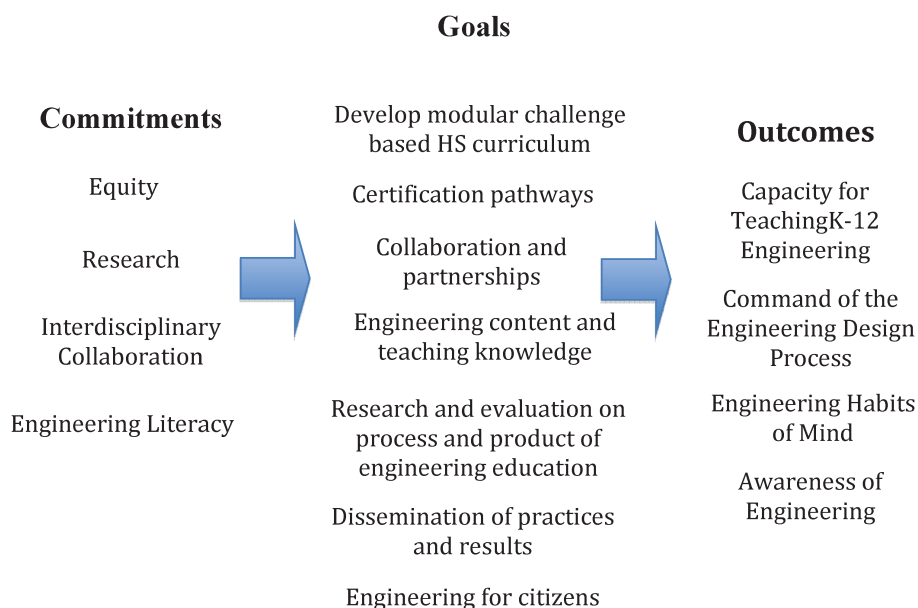 Goals
Commitments
Equity
Research
Interdisciplinary
Collaboration
Engineering Literacy
Develop modular challenge
based HS curriculum
Certification pathways
Collaboration and
partnerships
Engineering content and
teaching knowledge
Research and evaluation on
process and product of
engineering education
Dissemination of practices
and results
Engineering for citizens
Outcomes
Capacity for
TeachingK-12
Engineering
Command of the
Engineering Design
Process
Engineering Habits
of Mind
Awareness of
Engineering